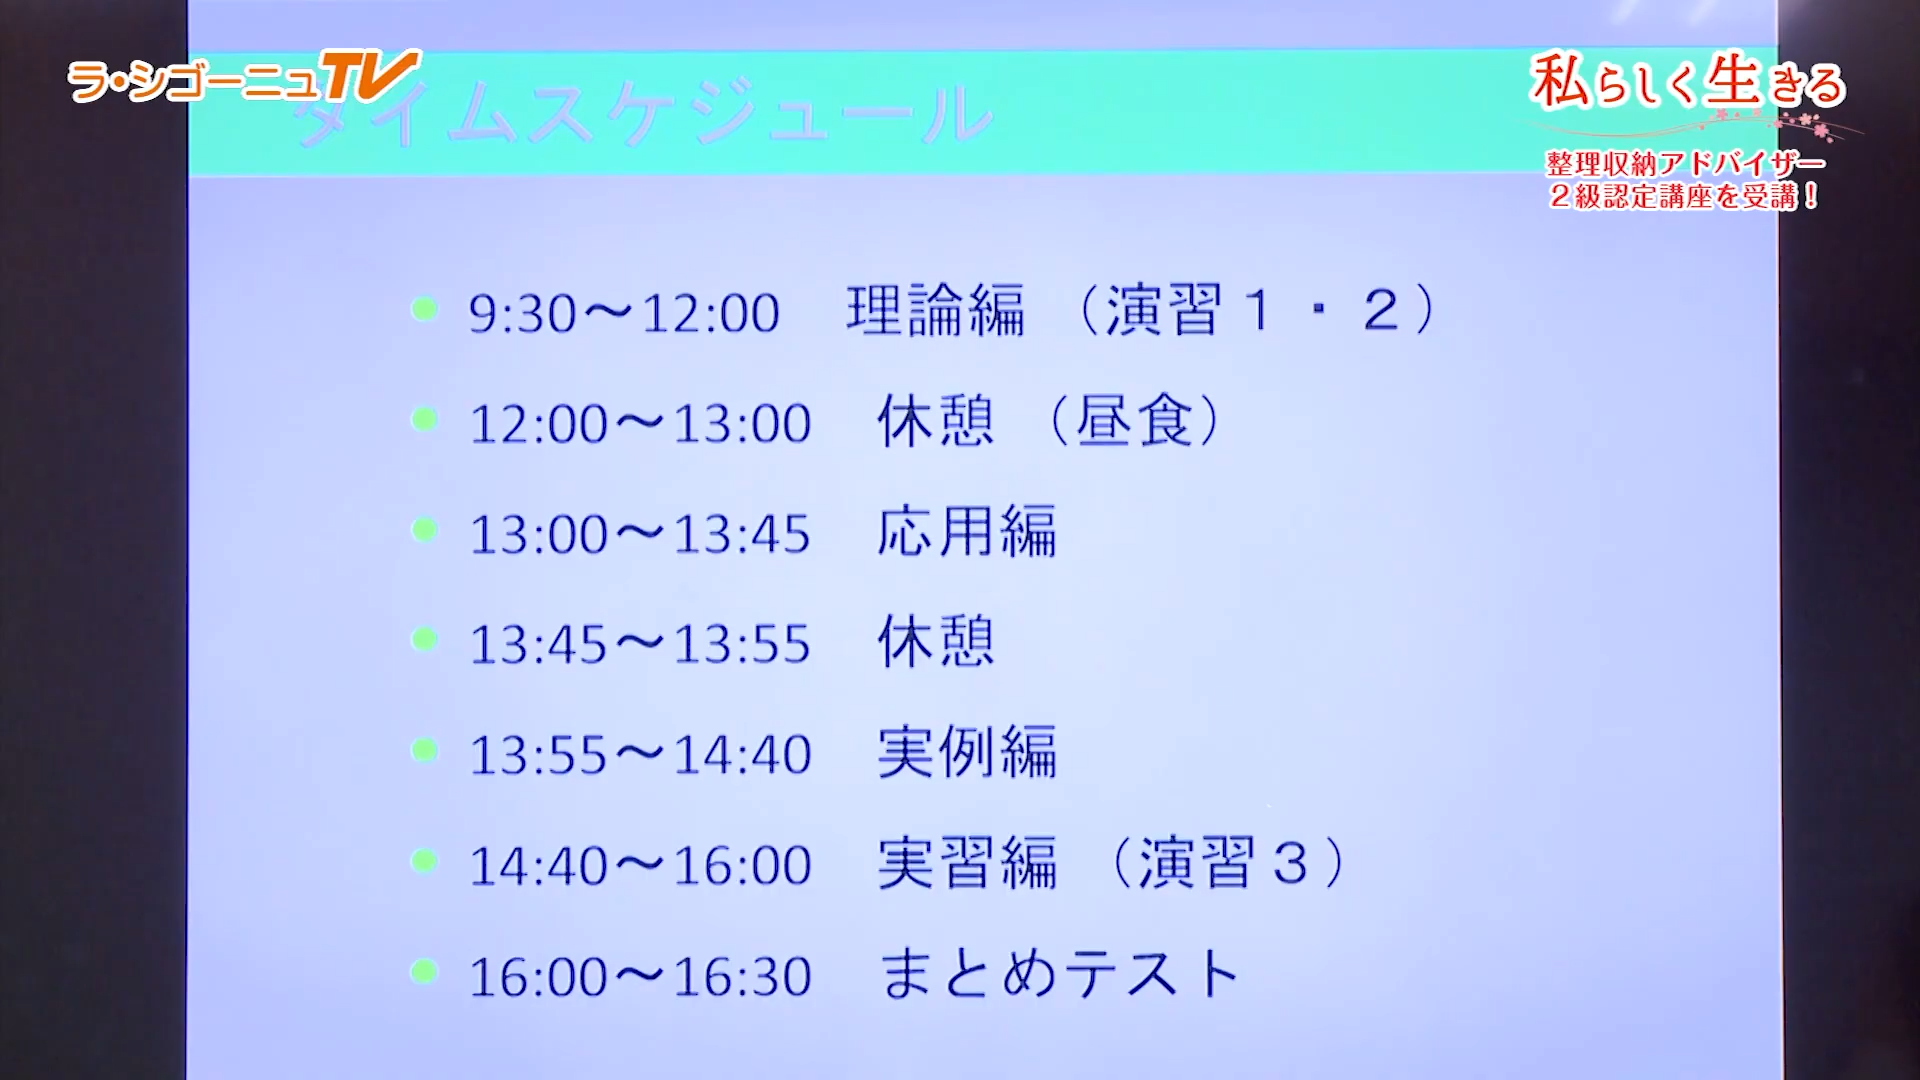 ラ・シゴーニュTV
私らしく生きる
整理収納アドバイザー
２級認定講座を受講！
タイムスケジュール
9:30～12:00　理論編 （演習１・２）
12:00～13:00　休憩 （昼食）
13:00～13:45　応用編
13:45～13:55　休憩
13:55～14:40　実例編
14:40～16:00　実習編 （演習３）
16:00～16:30　まとめテスト